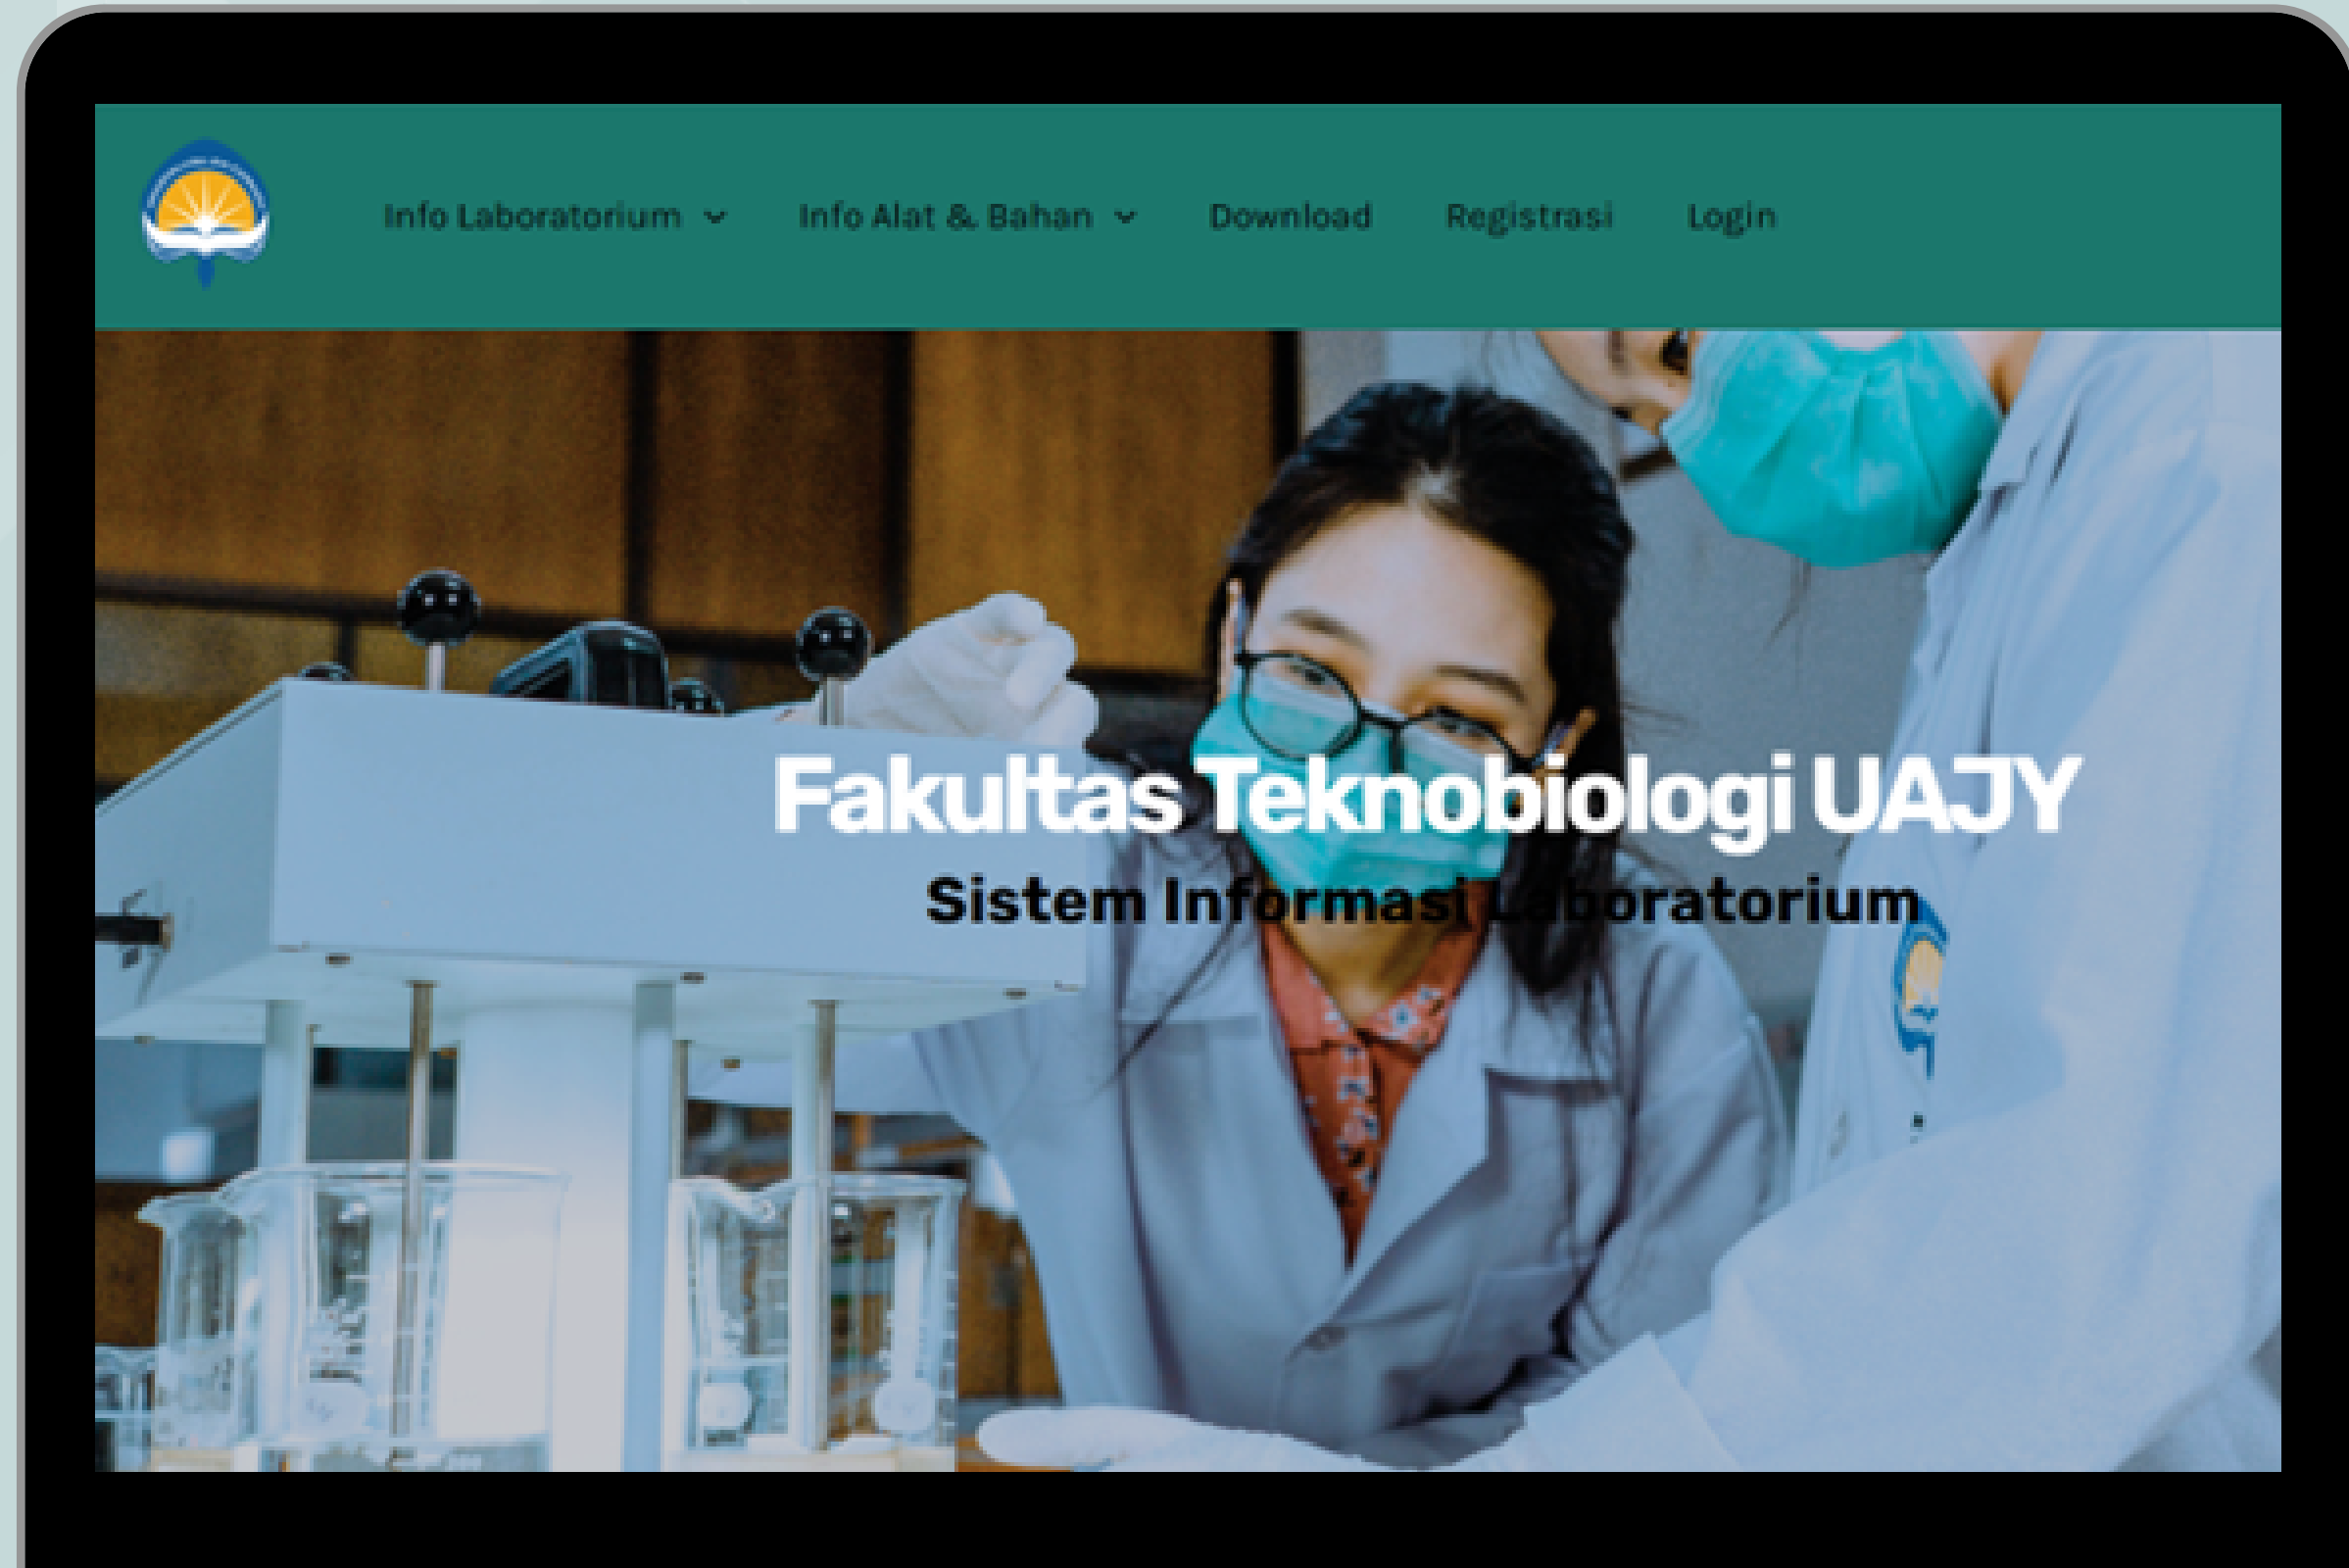 Info Laboratorium Info Alat & Bahan Download Registrasi Login
Fakultas Teknobiologi UAJY
Sistem Informasi Laboratorium